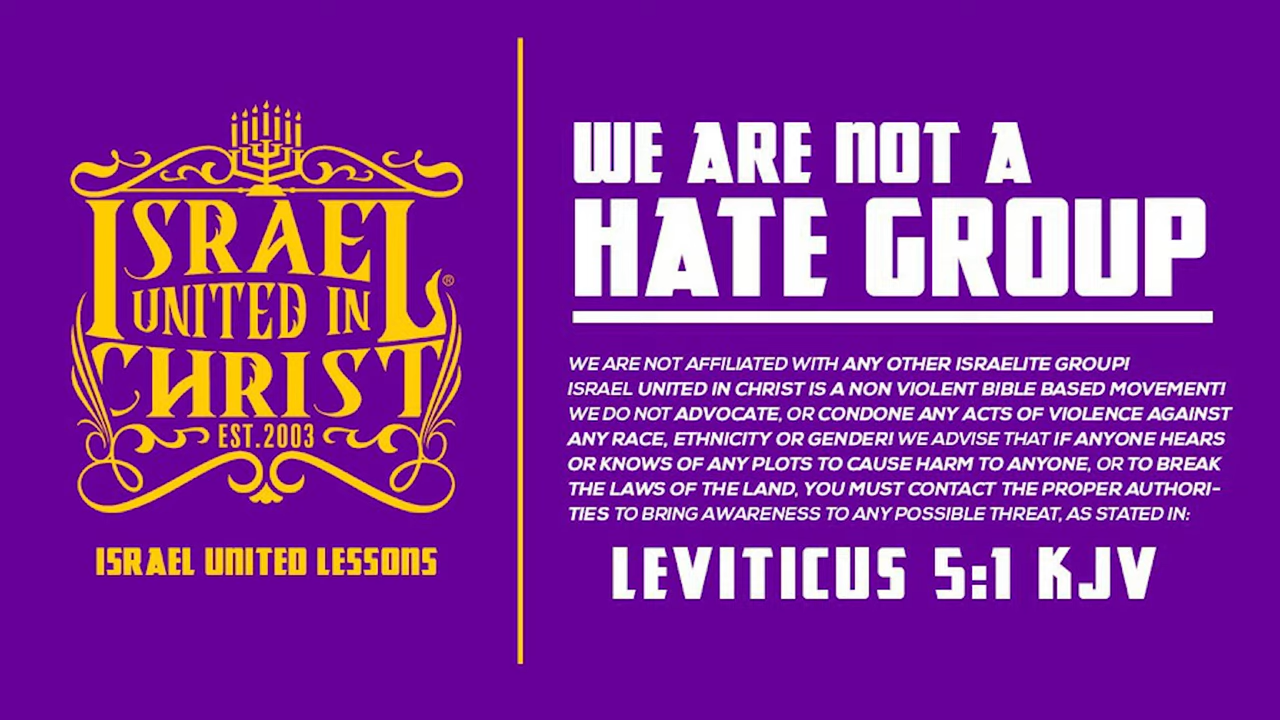 ISRAEL
UNITED IN
CHRIST
EST.2003
ISRAEL UNITED LESSONS
WE ARE NOT A
HATE GROUP
WE ARE NOT AFFILIATED WITH ANY OTHER ISRAELITE GROUP!
ISRAEL UNITED IN CHRIST IS A NON VIOLENT BIBLE BASED MOVEMENT!
WE DO NOT ADVOCATE, OR CONDONE ANY ACTS OF VIOLENCE AGAINST
ANY RACE, ETHNICITY OR GENDER! WE ADVISE THAT IF ANYONE HEARS
OR KNOWS OF ANY PLOTS TO CAUSE HARM TO ANYONE, OR TO BREAK
THE LAWS OF THE LAND, YOU MUST CONTACT THE PROPER AUTHORI-
TIES TO BRING AWARENESS TO ANY POSSIBLE THREAT, AS STATED IN:
LEVITICUS 5:1 KJV